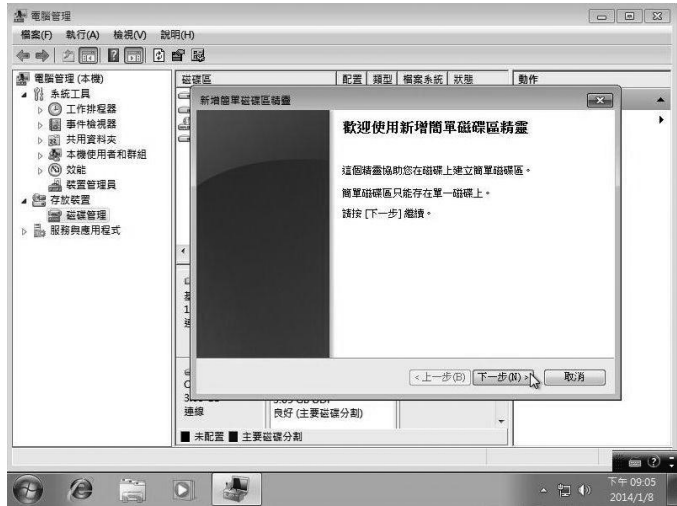 電腦管理
檔案(F) 執行(A) 檢視(V) 說明(H)
電腦管理 (本機)
系統工具
工作排程器
事件檢視器
共用資料夾
本機使用者和群組
效能
裝置管理員
存放裝置
磁碟管理
服務與應用程式
磁碟區 配置 類型 檔案系統 狀態
動作
新增簡單磁碟區精靈
歡迎使用新增簡單磁碟區精靈
這個精靈協助您在磁碟上建立簡單磁碟區。
簡單磁碟區只能存在單一磁碟上。
請按 [下一步] 繼續。
<上一步(B) 下一步(N) > 取消
連線 良好 (主要磁碟分割)
未配置 主要磁碟分割
下午 09:05
2014/1/8